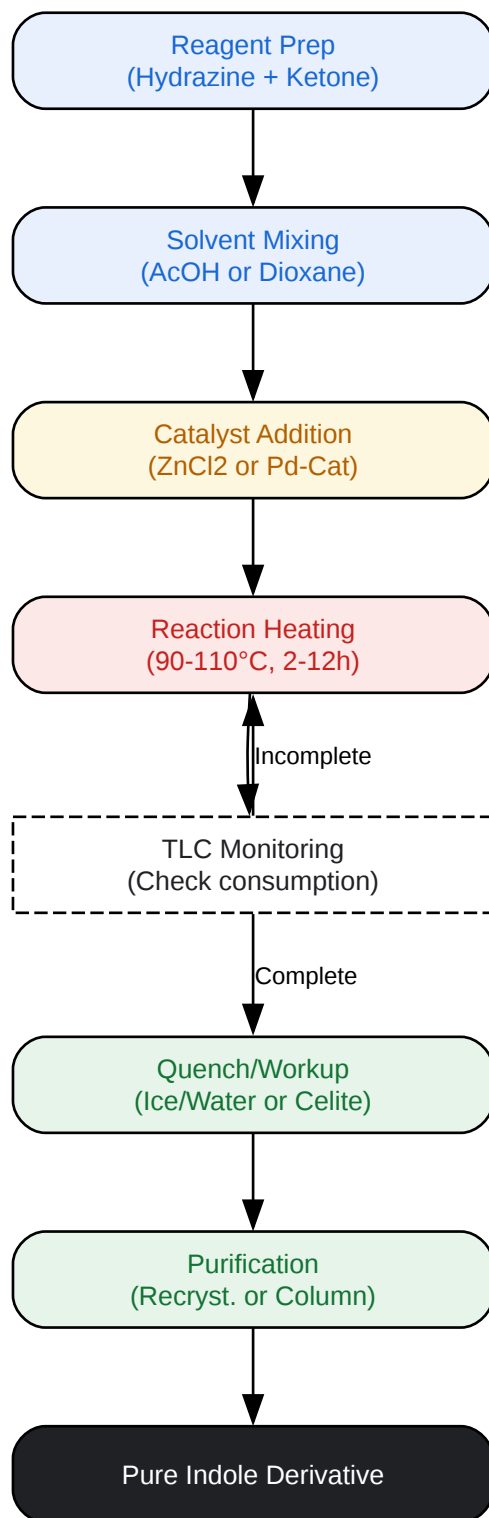 Reagent Prep
(Hydrazine + Ketone)
Solvent Mixing
(AcOH or Dioxane)
Catalyst Addition
(ZnCl2 or Pd-Cat)
Reaction Heating
(90-110°C, 2-12h)
Incomplete
TLC Monitoring
(Check consumption)
Complete
Quench/Workup
(Ice/Water or Celite)
Purification
(Recryst. or Column)
Pure Indole Derivative